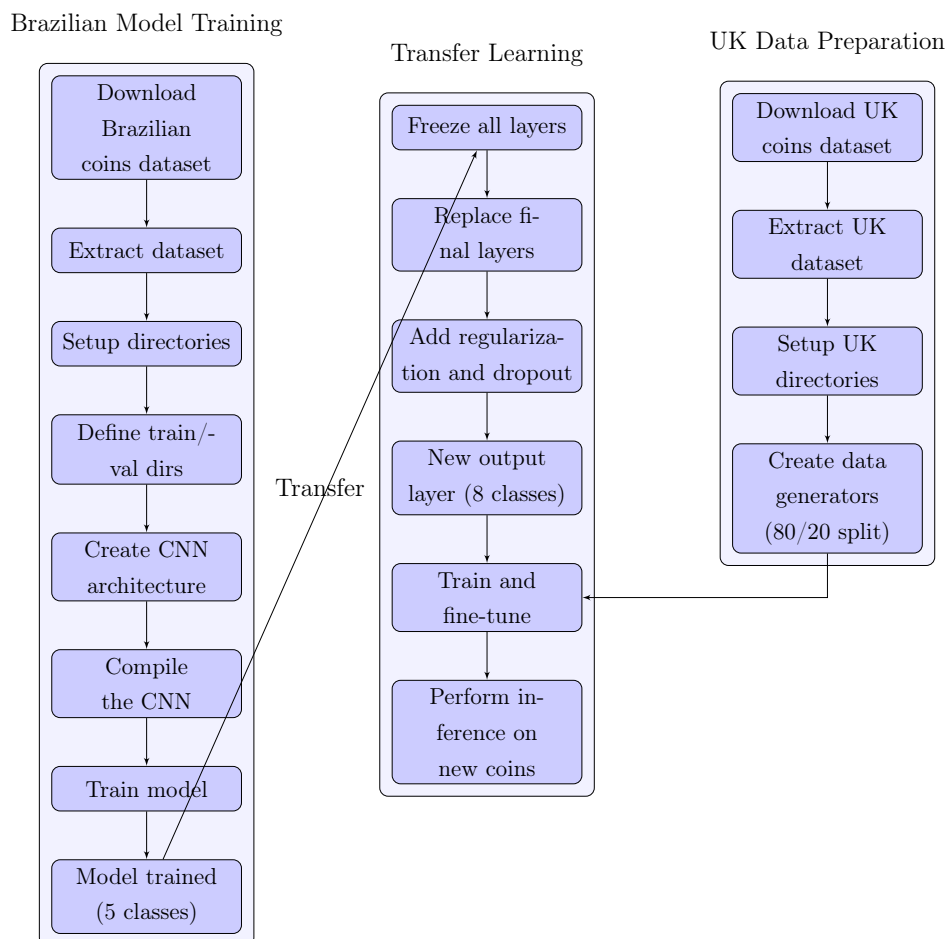 Brazilian Model Training
Download
Brazilian
coins dataset
Extract dataset
Setup directories
Define train/-
val dirs
Create CNN
architecture
Compile
the CNN
Train model
Model trained
(5 classes)
Transfer
Transfer Learning
Freeze all layers
Replace fi-
nal layers
Add regulariza-
tion and dropout
New output
layer (8 classes)
Train and
fine-tune
Perform in-
ference on
new coins
UK Data Preparation
Download UK
coins dataset
Extract UK
dataset
Setup UK
directories
Create data
generators
(80/20 split)